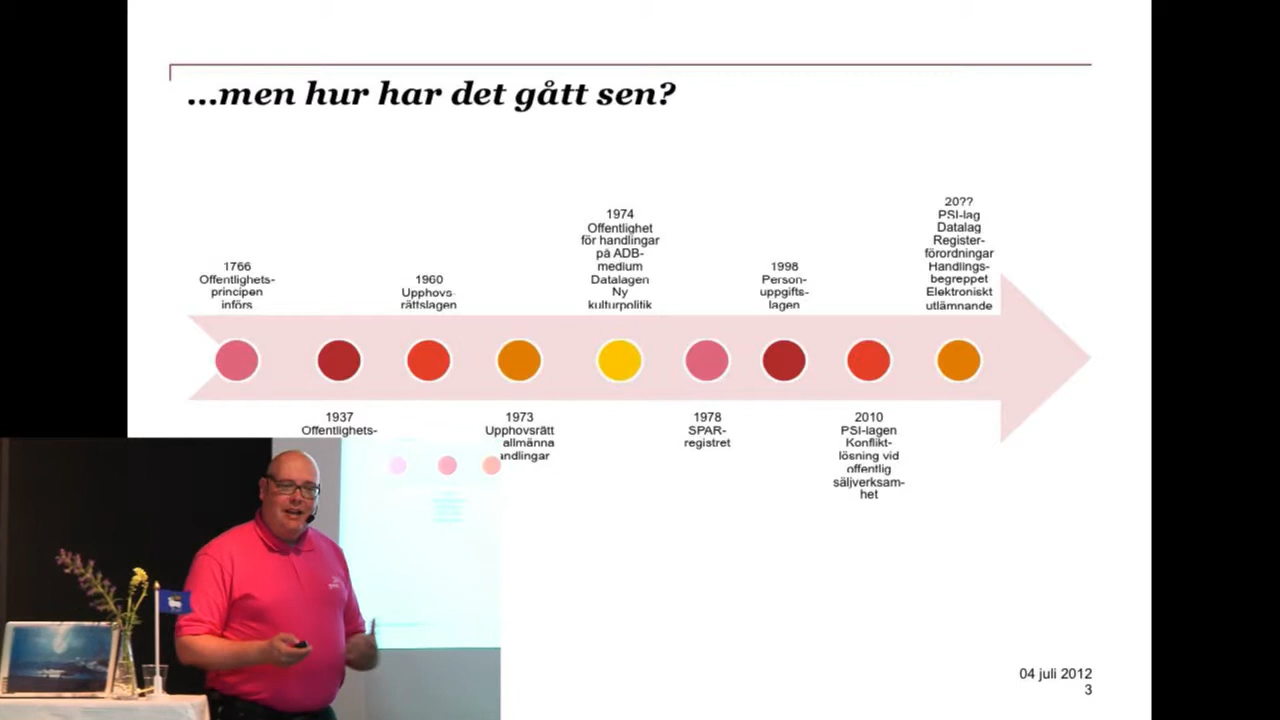 ...men hur har det gått sen?
1766
Offentlighets-
principen
införs
1937
Offentlighets-
1960
Upphovs-
rättslagen
1973
Upphovsrätt
allmänna
andlingar
1974
Offentlighet
för handlingar
på ADB-
medium
Datalagen
Ny
kulturpolitik
1978
SPAR-
registret
1998
Person-
uppgifts-
lagen
2010
PSI-lagen
Konflikt-
lösning vid
offentlig
säljverksam-
het
20??
PSI-lag
Datalag
Register-
förordningar
Handlings-
begreppet
Elektroniskt
utlämnande
04 juli 2012
3